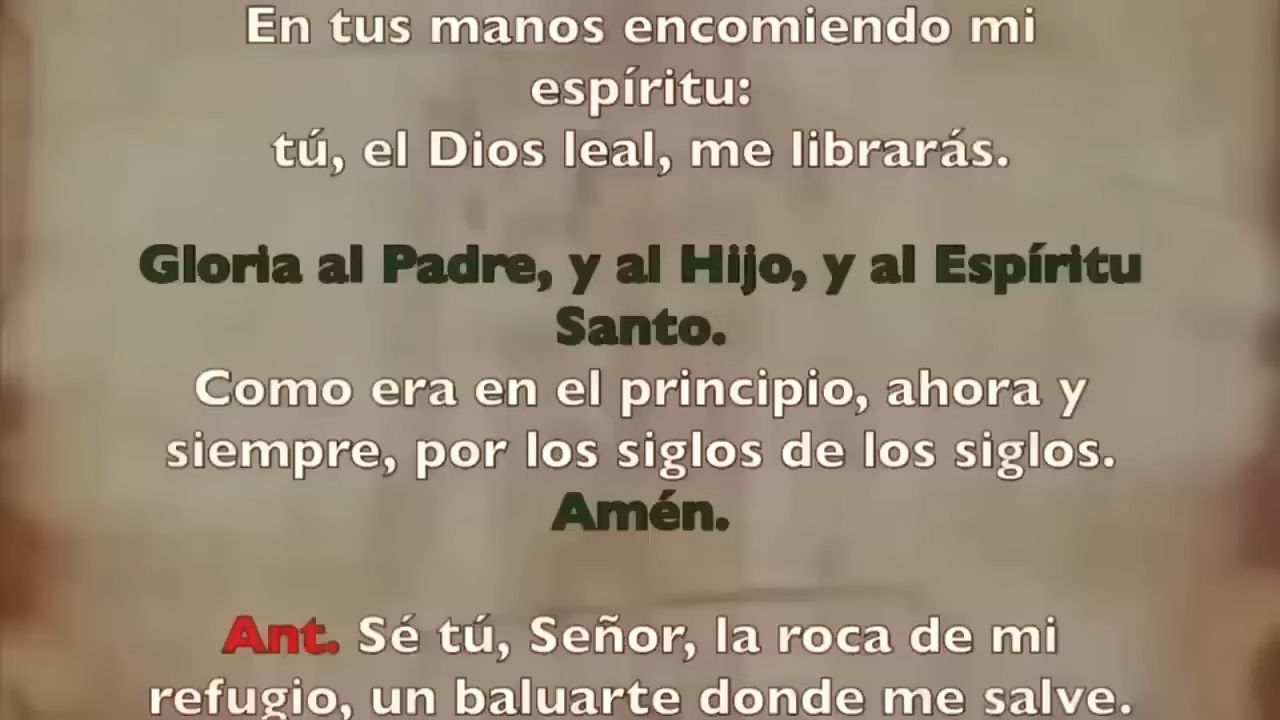 En tus manos encomiendo mi
espíritu:
tú, el Dios leal, me librarás.
Gloria al Padre, y al Hijo, y al Espíritu
Santo.
Como era en el principio, ahora y
siempre, por los siglos de los siglos.
Amén.
Ant. Sé tú, Señor, la roca de mi
refugio, un baluarte donde me salve.